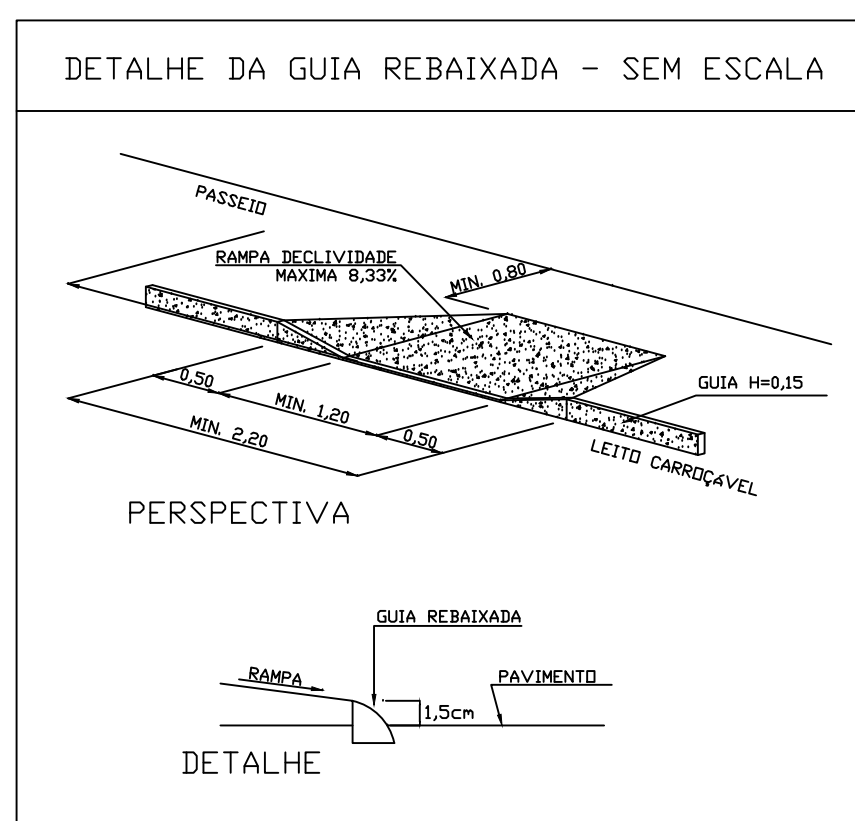 DETALHE DA GUIA REBAIXADA - SEM ESCALA
PASSEIO
RAMPA DECLIVIDADE
MAXIMA 8,33%
MIN. 0,80
GUIA H=0,15
0,50
MIN. 1,20
0,50
MIN. 2,20
LEITO CARROÇÁVEL
PERSPECTIVA
GUIA REBAIXADA
RAMPA
PAVIMENTO
1,5cm
DETALHE